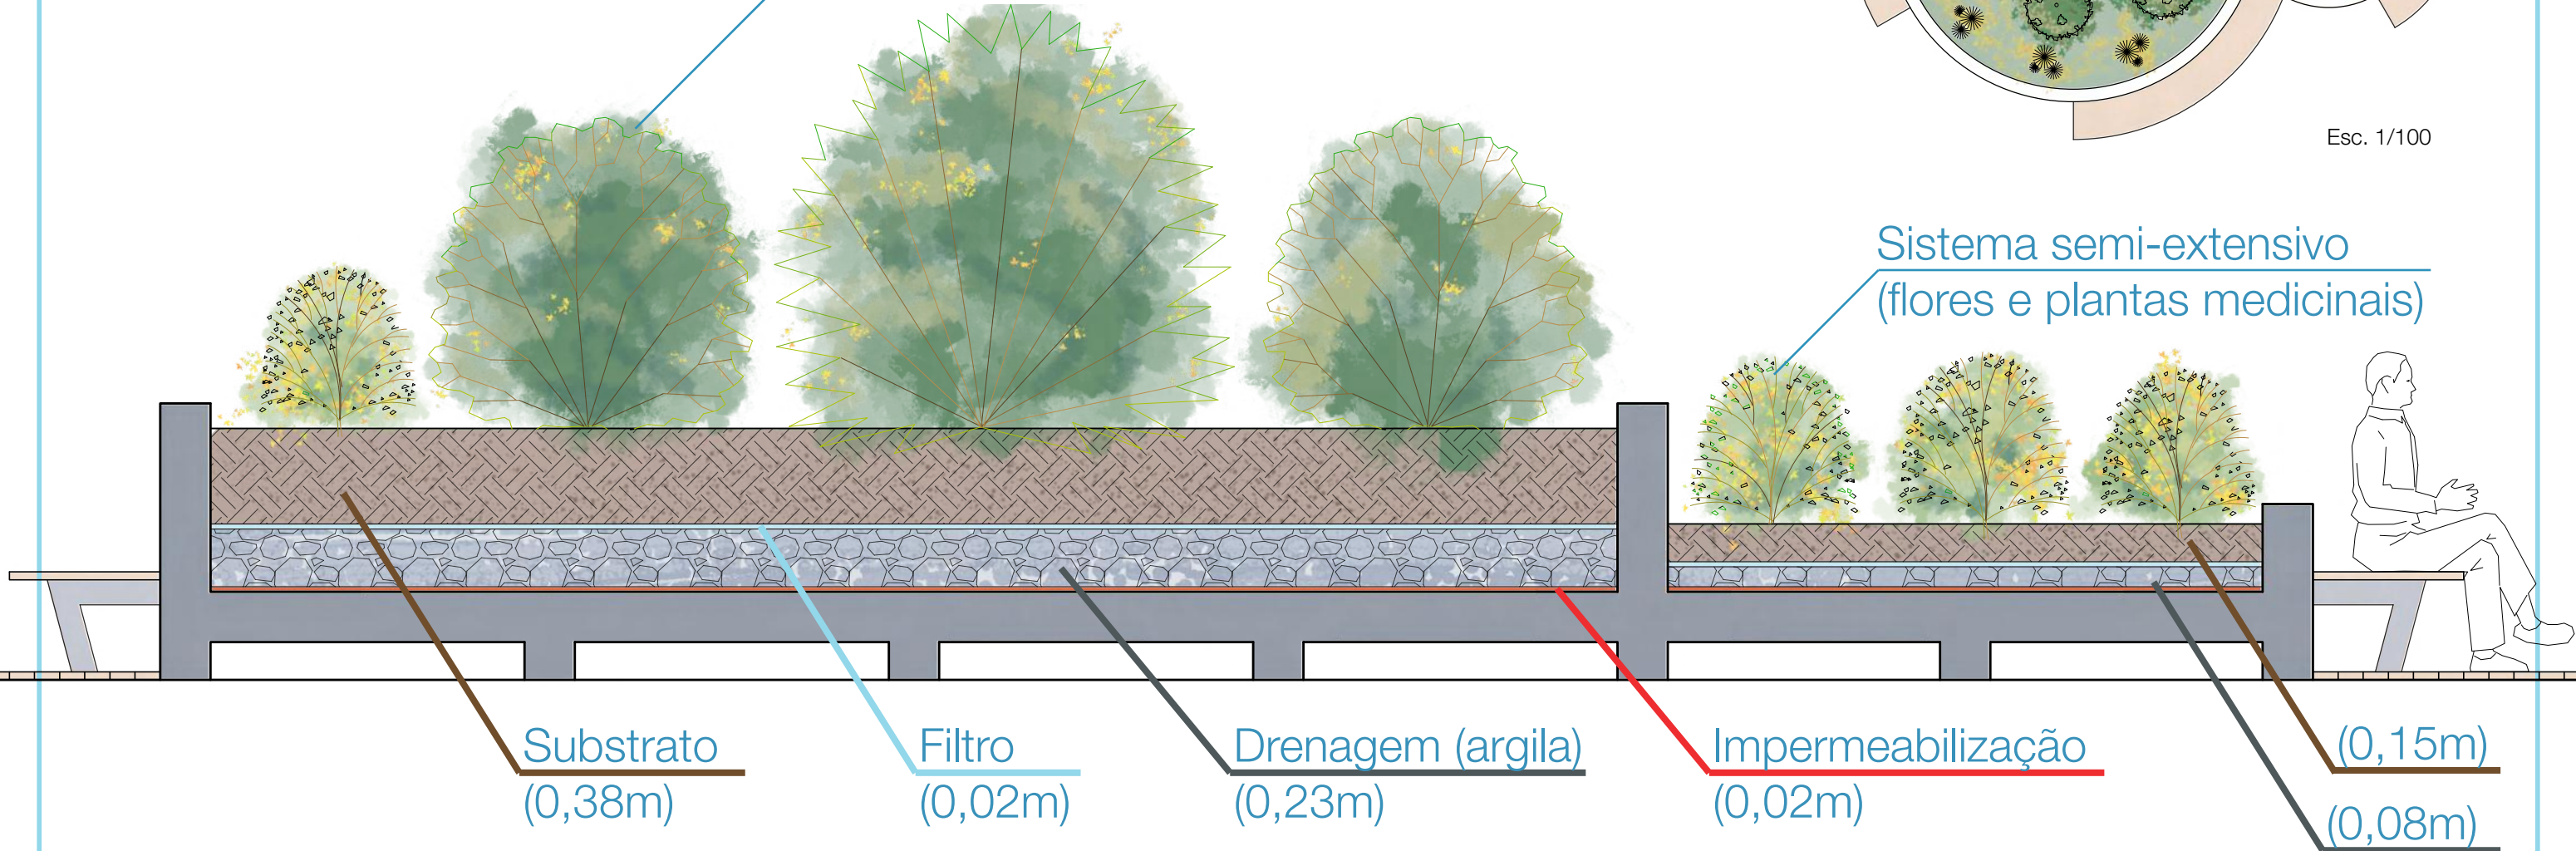 Esc. 1/100
Sistema semi-extensivo
(flores e plantas medicinais)
Substrato
(0,38m)
Filtro
(0,02m)
Drenagem (argila)
(0,23m)
Impermeabilização
(0,02m)
(0,15m)
(0,08m)